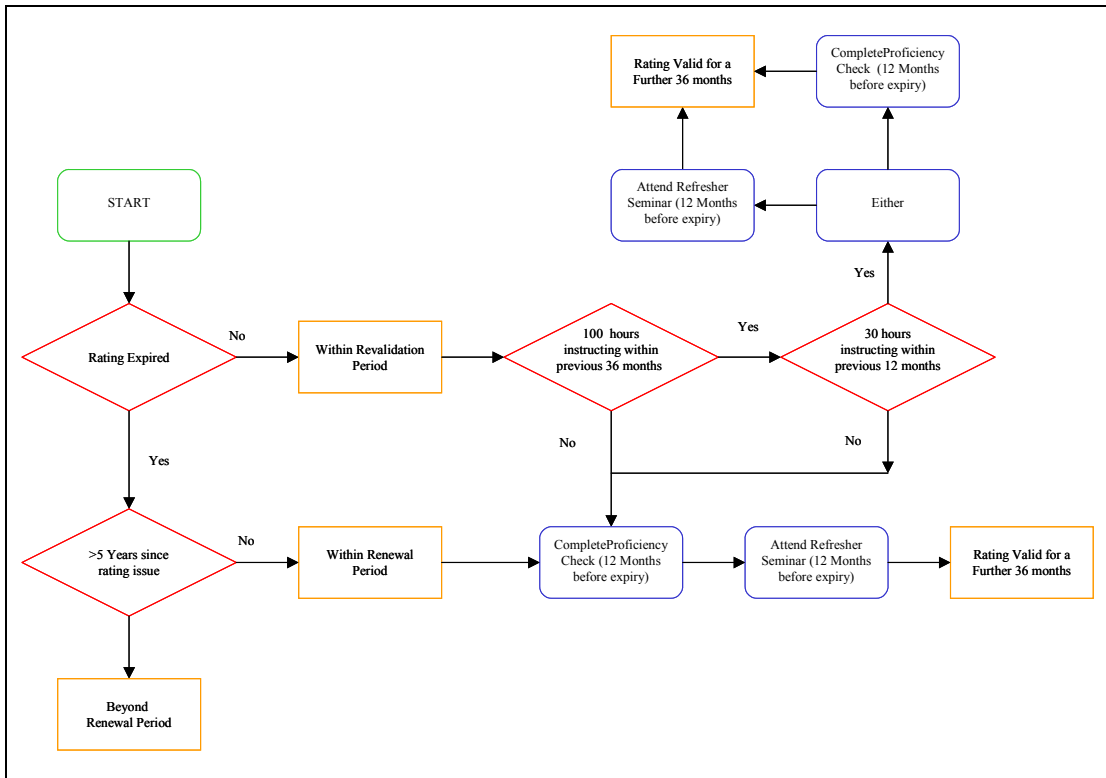 Rating Valid for a
Further 36 months
CompleteProficiency
Check (12 Months
before expiry)
START
Attend Refresher
Seminar (12 Months
before expiry)
Either
Yes
Rating Expired
No
Within Revalidation
Period
100 hours
instructing within
previous 36 months
Yes
30 hours
instructing within
previous 12 months
No
No
Yes
>5 Years since
rating issue
No
Within Renewal
Period
CompleteProficiency
Check (12 Months
before expiry)
Attend Refresher
Seminar (12 Months
before expiry)
Rating Valid for a
Further 36 months
Beyond
Renewal Period